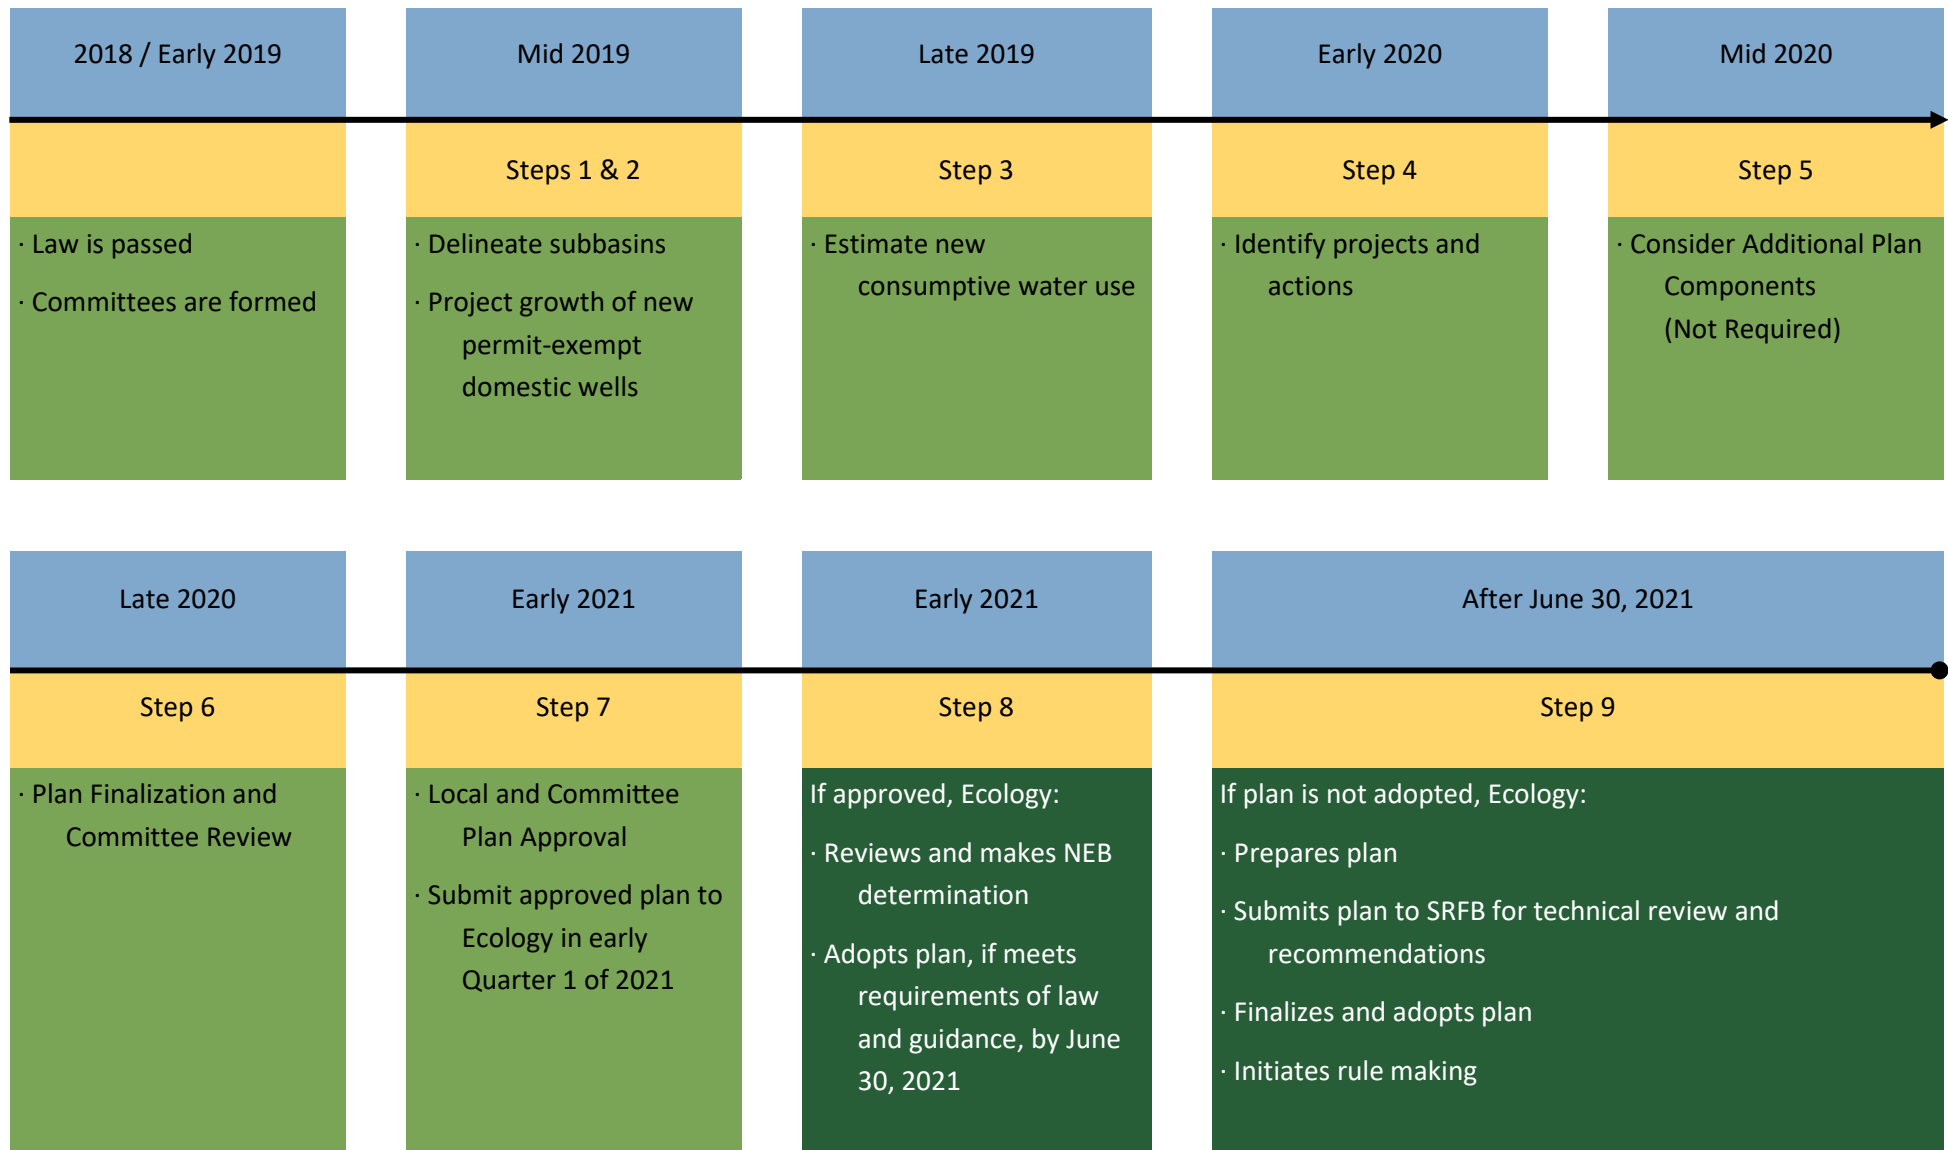 2018 / Early 2019
Mid 2019
Late 2019
Early 2020
Mid 2020
Steps 1 & 2
Step 3
Step 4
Step 5
· Law is passed
· Committees are formed
· Delineate subbasins
· Project growth of new
permit-exempt
domestic wells
· Estimate new
consumptive water use
· Identify projects and
actions
· Consider Additional Plan
Components
(Not Required)
Late 2020
Early 2021
Early 2021
After June 30, 2021
Step 6
Step 7
Step 8
Step 9
· Plan Finalization and
Committee Review
· Local and Committee
Plan Approval
· Submit approved plan to
Ecology in early
Quarter 1 of 2021
If approved, Ecology:
· Reviews and makes NEB
determination
· Adopts plan, if meets
requirements of law
and guidance, by June
30, 2021
If plan is not adopted, Ecology:
· Prepares plan
· Submits plan to SRFB for technical review and
recommendations
· Finalizes and adopts plan
· Initiates rule making